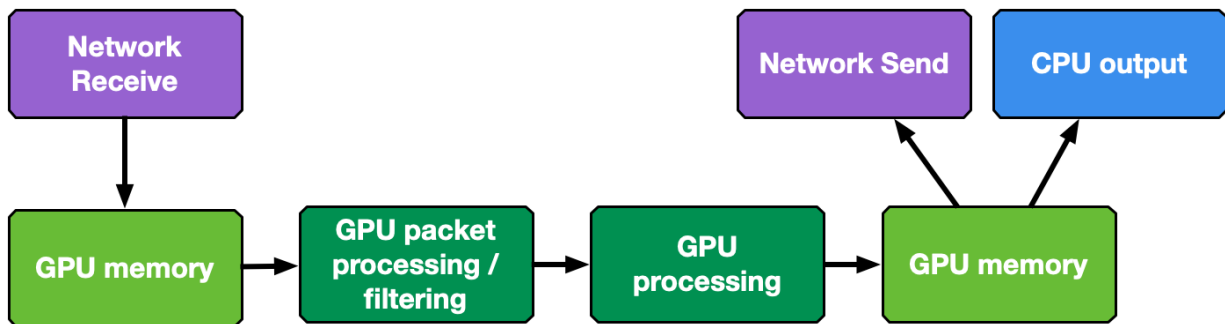 Network
Receive
Network Send
CPU output
GPU memory
GPU packet
processing /
filtering
GPU
processing
GPU memory